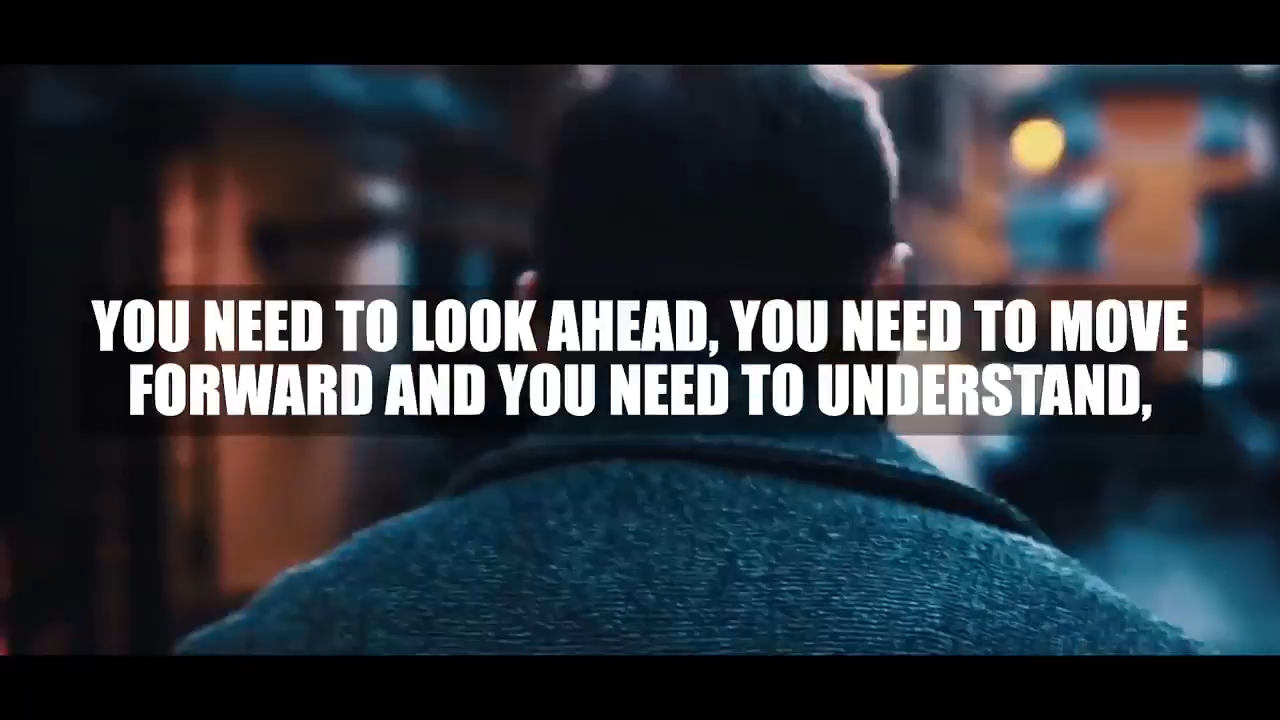 YOU NEED TO LOOK AHEAD, YOU NEED TO MOVE
FORWARD AND YOU NEED TO UNDERSTAND,